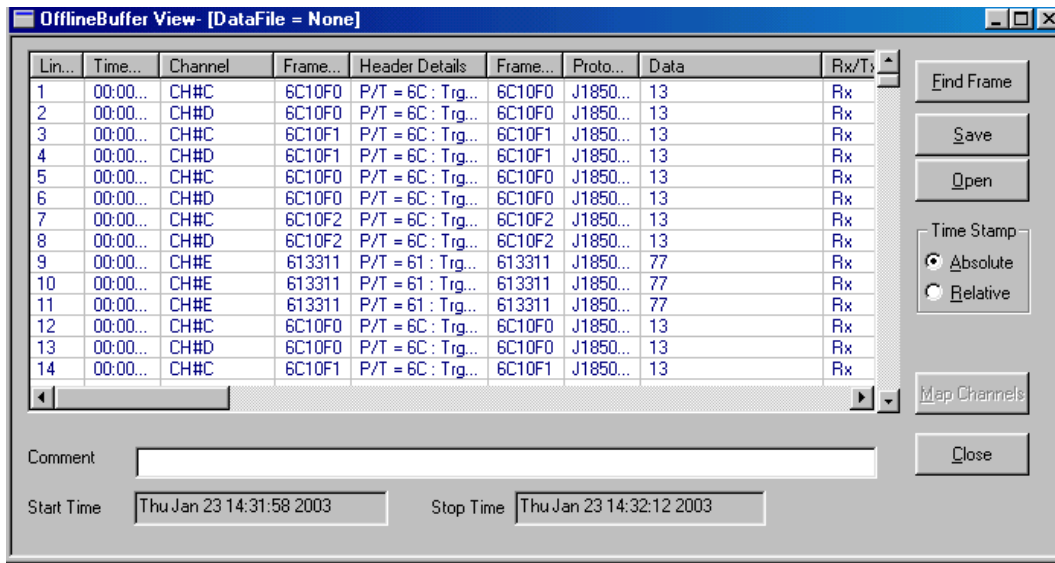 OfflineBuffer View- [DataFile = None]
Lin... Time... Channel Frame... Header Details Frame... Proto... Data Rx/Tx
1 00:00... CH#C 6C10F0 P/T = 6C : Trg... 6C10F0 J1850... 13 Rx
2 00:00... CH#D 6C10F0 P/T = 6C : Trg... 6C10F0 J1850... 13 Rx
3 00:00... CH#C 6C10F1 P/T = 6C : Trg... 6C10F1 J1850... 13 Rx
4 00:00... CH#D 6C10F1 P/T = 6C : Trg... 6C10F1 J1850... 13 Rx
5 00:00... CH#C 6C10F0 P/T = 6C : Trg... 6C10F0 J1850... 13 Rx
6 00:00... CH#D 6C10F0 P/T = 6C : Trg... 6C10F0 J1850... 13 Rx
7 00:00... CH#C 6C10F2 P/T = 6C : Trg... 6C10F2 J1850... 13 Rx
8 00:00... CH#D 6C10F2 P/T = 6C : Trg... 6C10F2 J1850... 13 Rx
9 00:00... CH#E 613311 P/T = 61 : Trg... 613311 J1850... 77 Rx
10 00:00... CH#E 613311 P/T = 61 : Trg... 613311 J1850... 77 Rx
11 00:00... CH#E 613311 P/T = 61 : Trg... 613311 J1850... 77 Rx
12 00:00... CH#C 6C10F0 P/T = 6C : Trg... 6C10F0 J1850... 13 Rx
13 00:00... CH#D 6C10F0 P/T = 6C : Trg... 6C10F0 J1850... 13 Rx
14 00:00... CH#C 6C10F1 P/T = 6C : Trg... 6C10F1 J1850... 13 Rx
Find Frame
Save
Open
Time Stamp
Absolute
Relative
Map Channels
Close
Comment
Start Time Thu Jan 23 14:31:58 2003 Stop Time Thu Jan 23 14:32:12 2003